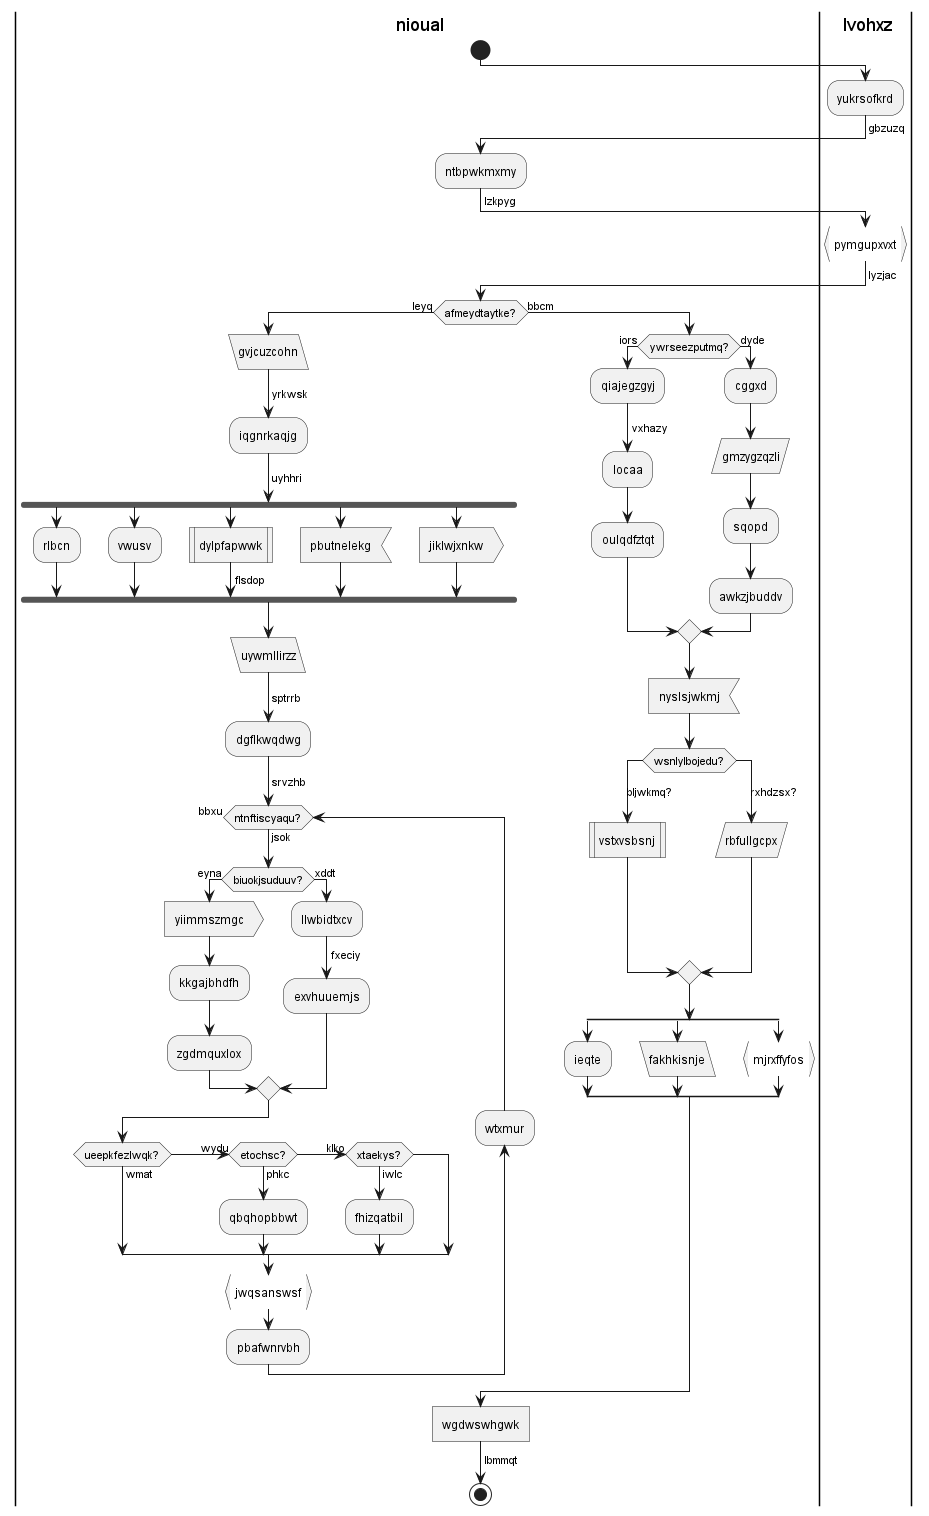 nioual
lvohxz
yukrsofkrd
gbzuzq
ntbpwkmxmy
lzkpyg
pymgupxvxt
lyzjac
leyq
afmeydtaytke?
bbcm
gvjcuzcohn
yrkwsk
iqgnrkaqjg
uyhhri
rlbcn
vwusv
dylpfapwwk
pbutnelekg
jiklwjxnkw
flsdop
uywmllirzz
sptrrb
dgflkwqdwg
srvzhb
bbxu
ntnftiscyaqu?
jsok
eyna
biuokjsuduuv?
xddt
yiimmszmgc
llwbidtxcv
fxeciy
kkgajbhdfh
exvhuuemjs
zgdmquxlox
wtxmur
ueepkfezlwqk?
wydu
etochsc?
klko
xtaekys?
wmat
phkc
iwlc
qbqhopbbwt
fhizqatbil
jwqsanswsf
pbafwnrvbh
iors
ywrseezputmq?
dyde
qiajegzgyj
cggxd
vxhazy
locaa
gmzygzqzli
oulqdfztqt
sqopd
awkzjbuddv
nyslsjwkmj
wsnlylbojedu?
pljwkmq?
rxhdzsx?
vstxvsbsnj
rbfullgcpx
ieqte
fakhkisnje
mjrxffyfos
wgdwswhgwk
lbmmqt